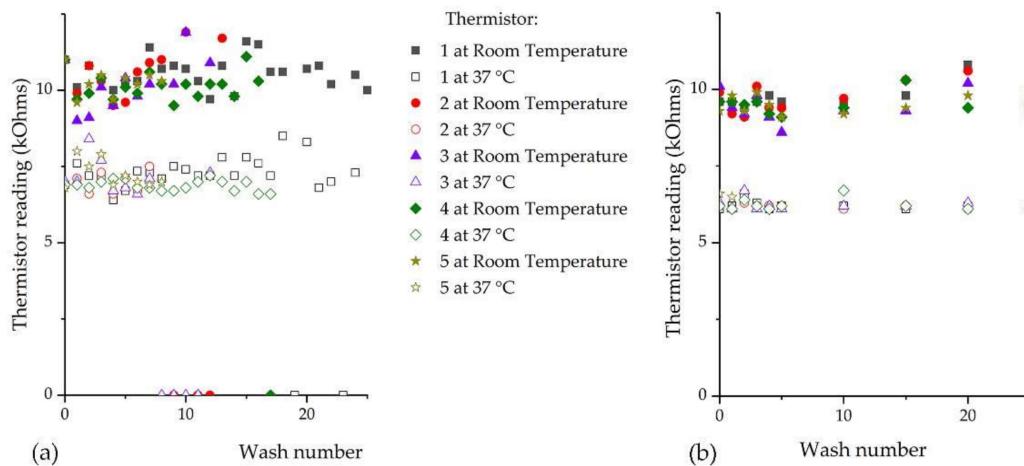 Thermistor reading (kOhms)
10
5
0
0
10
20
(a)
Wash number
Thermistor:
1 at Room Temperature
1 at 37 °C
2 at Room Temperature
2 at 37 °C
3 at Room Temperature
3 at 37 °C
4 at Room Temperature
4 at 37 °C
5 at Room Temperature
5 at 37 °C
Thermistor reading (kOhms)
10
5
0
0
10
20
(b)
Wash number